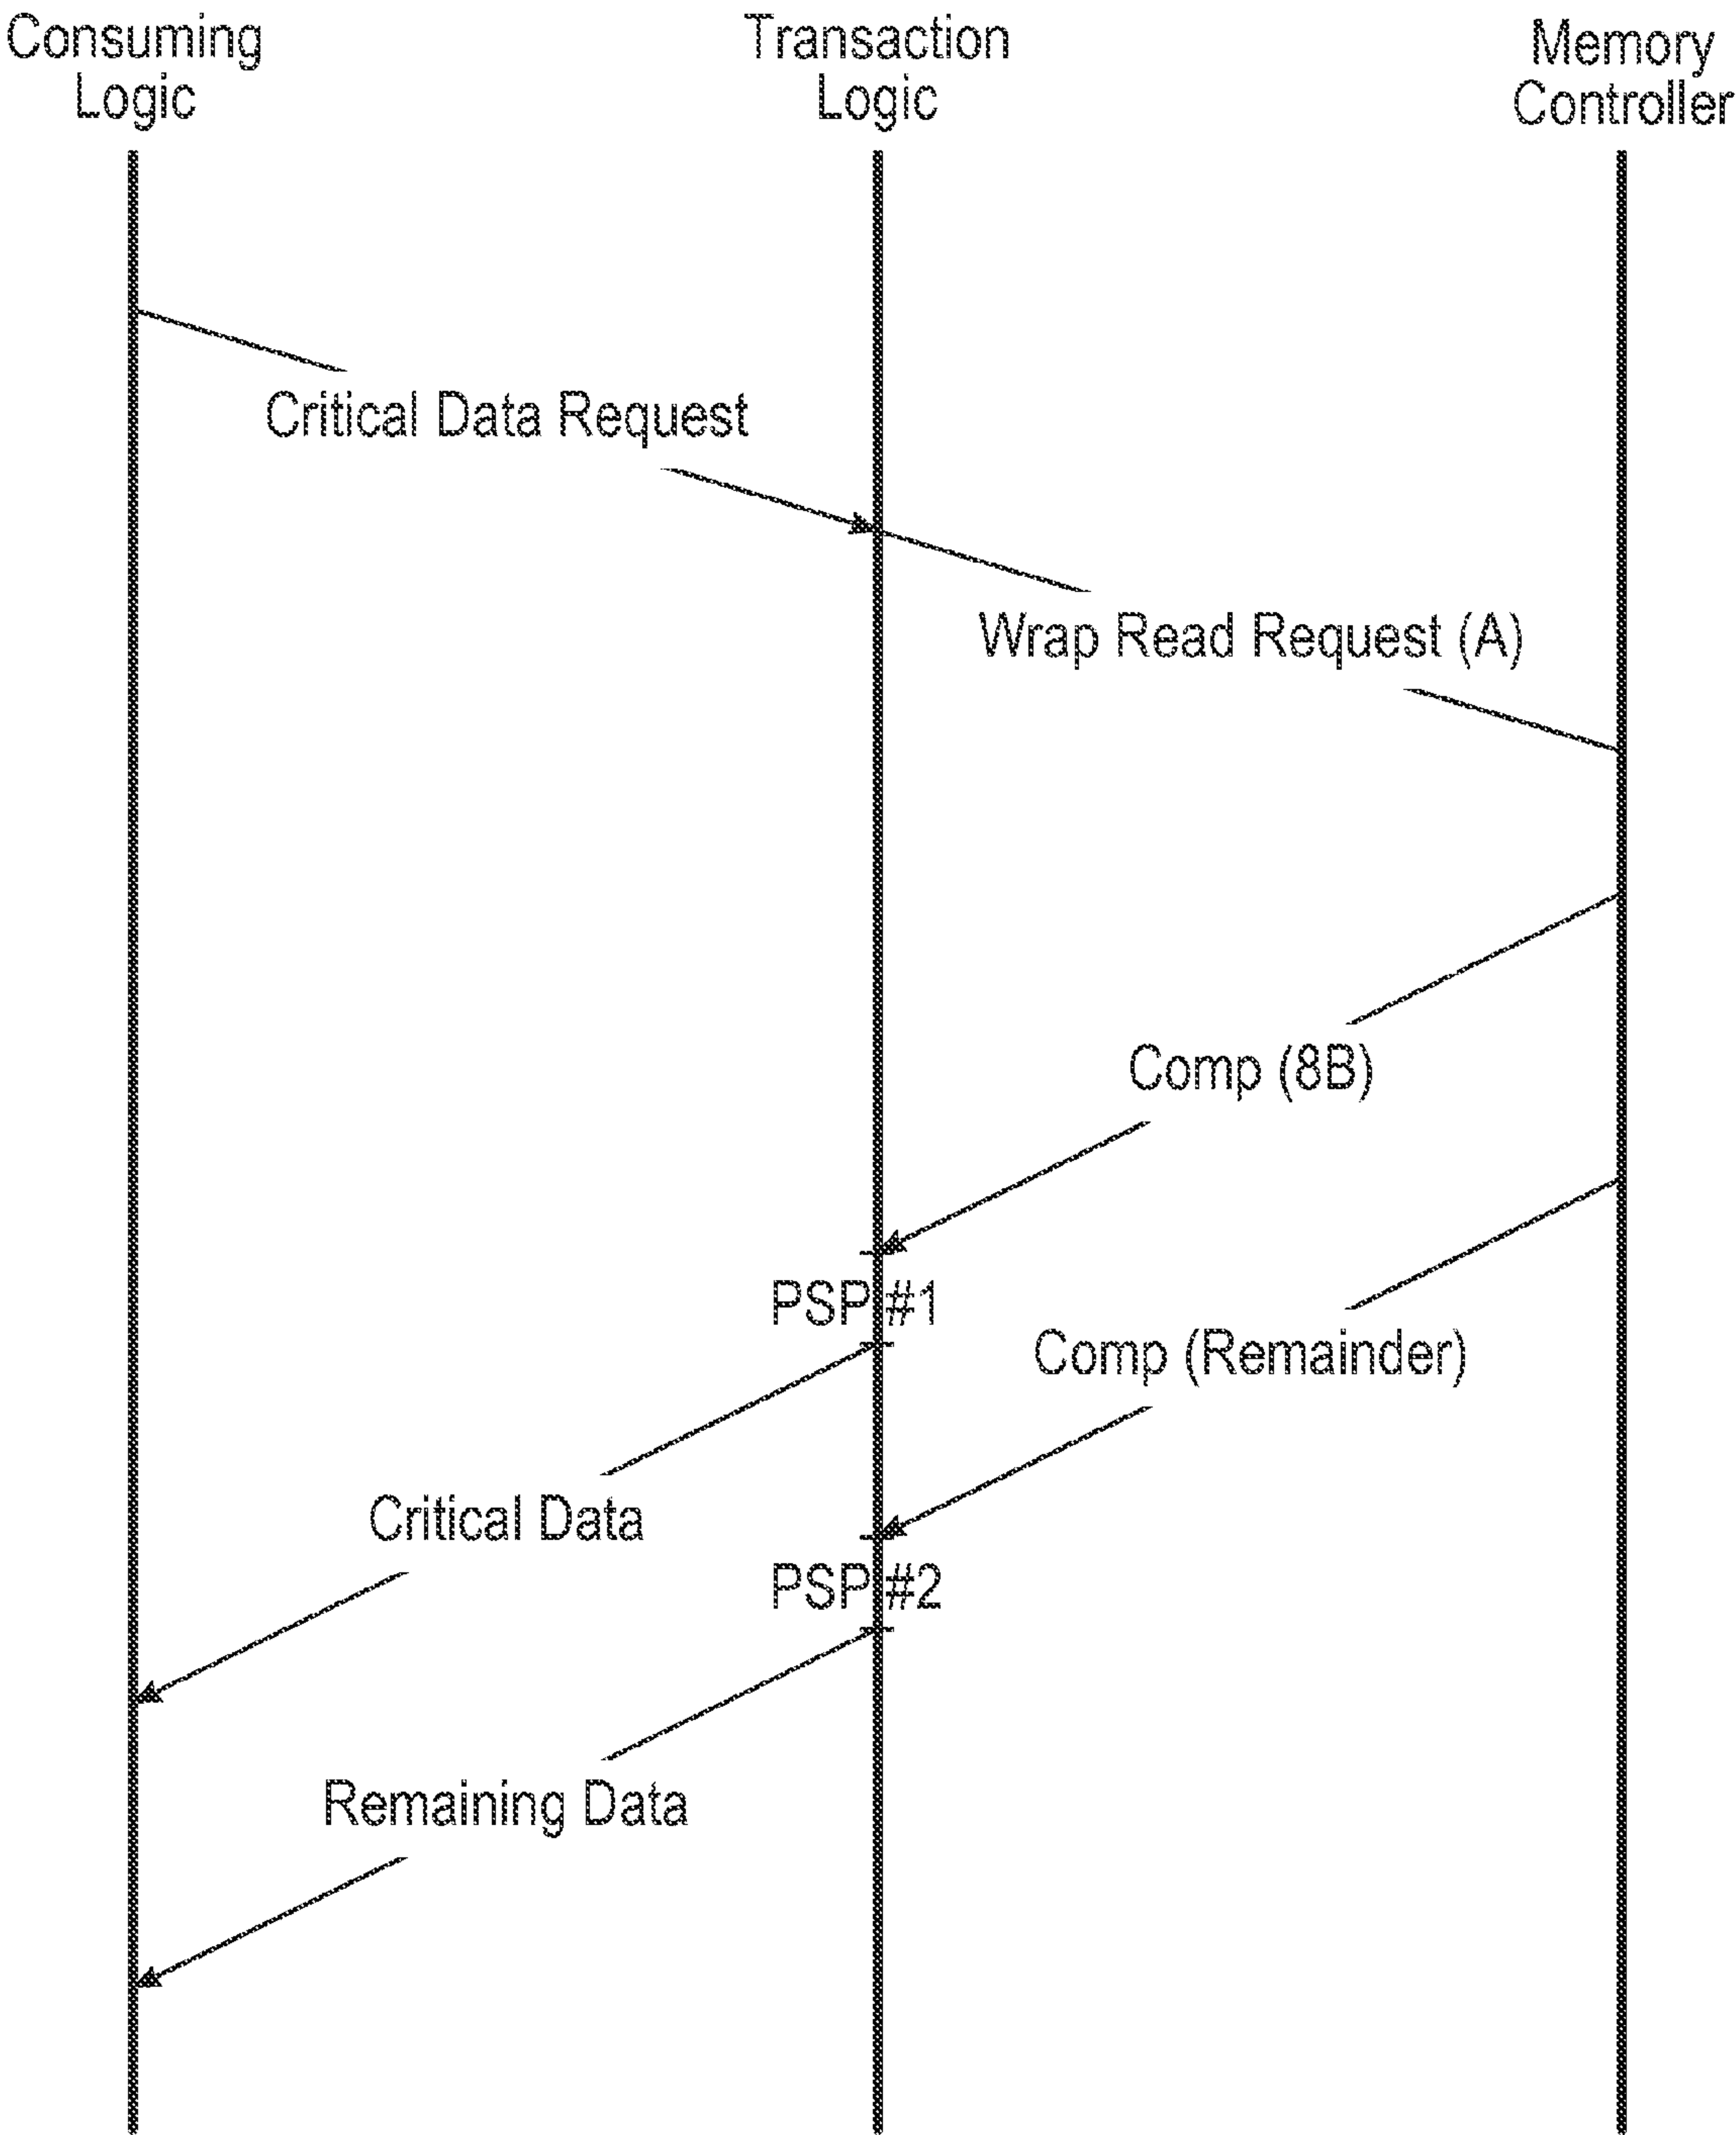 Consuming
Logic
Transaction
Logic
Memory
Controller
Critical Data Request
Wrap Read Request (A)
Comp (8B)
PSP #1
Comp (Remainder)
Critical Data
PSP #2
Remaining Data